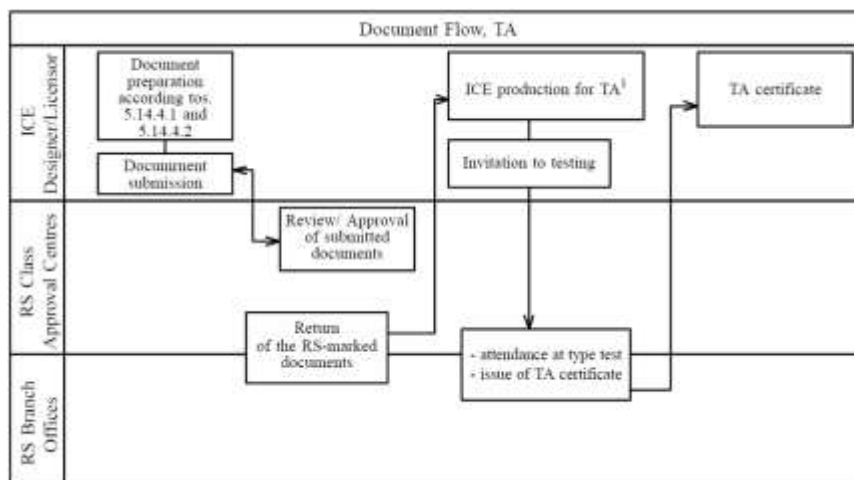 Document Flow, TA
ICE
Designer/Licensor
Document
preparation
according tos.
5.14.4.1 and
5.14.4.2
Docuinrnent
submission
ICE production for TA¹
Invitation to testing
TA certificate
RS Class
Approval Centres
Review/ Approval
of submitted
documents
Return
of the RS-marked
documents
- attendance at type test
- issue of TA certificate
RS Branch
Offices